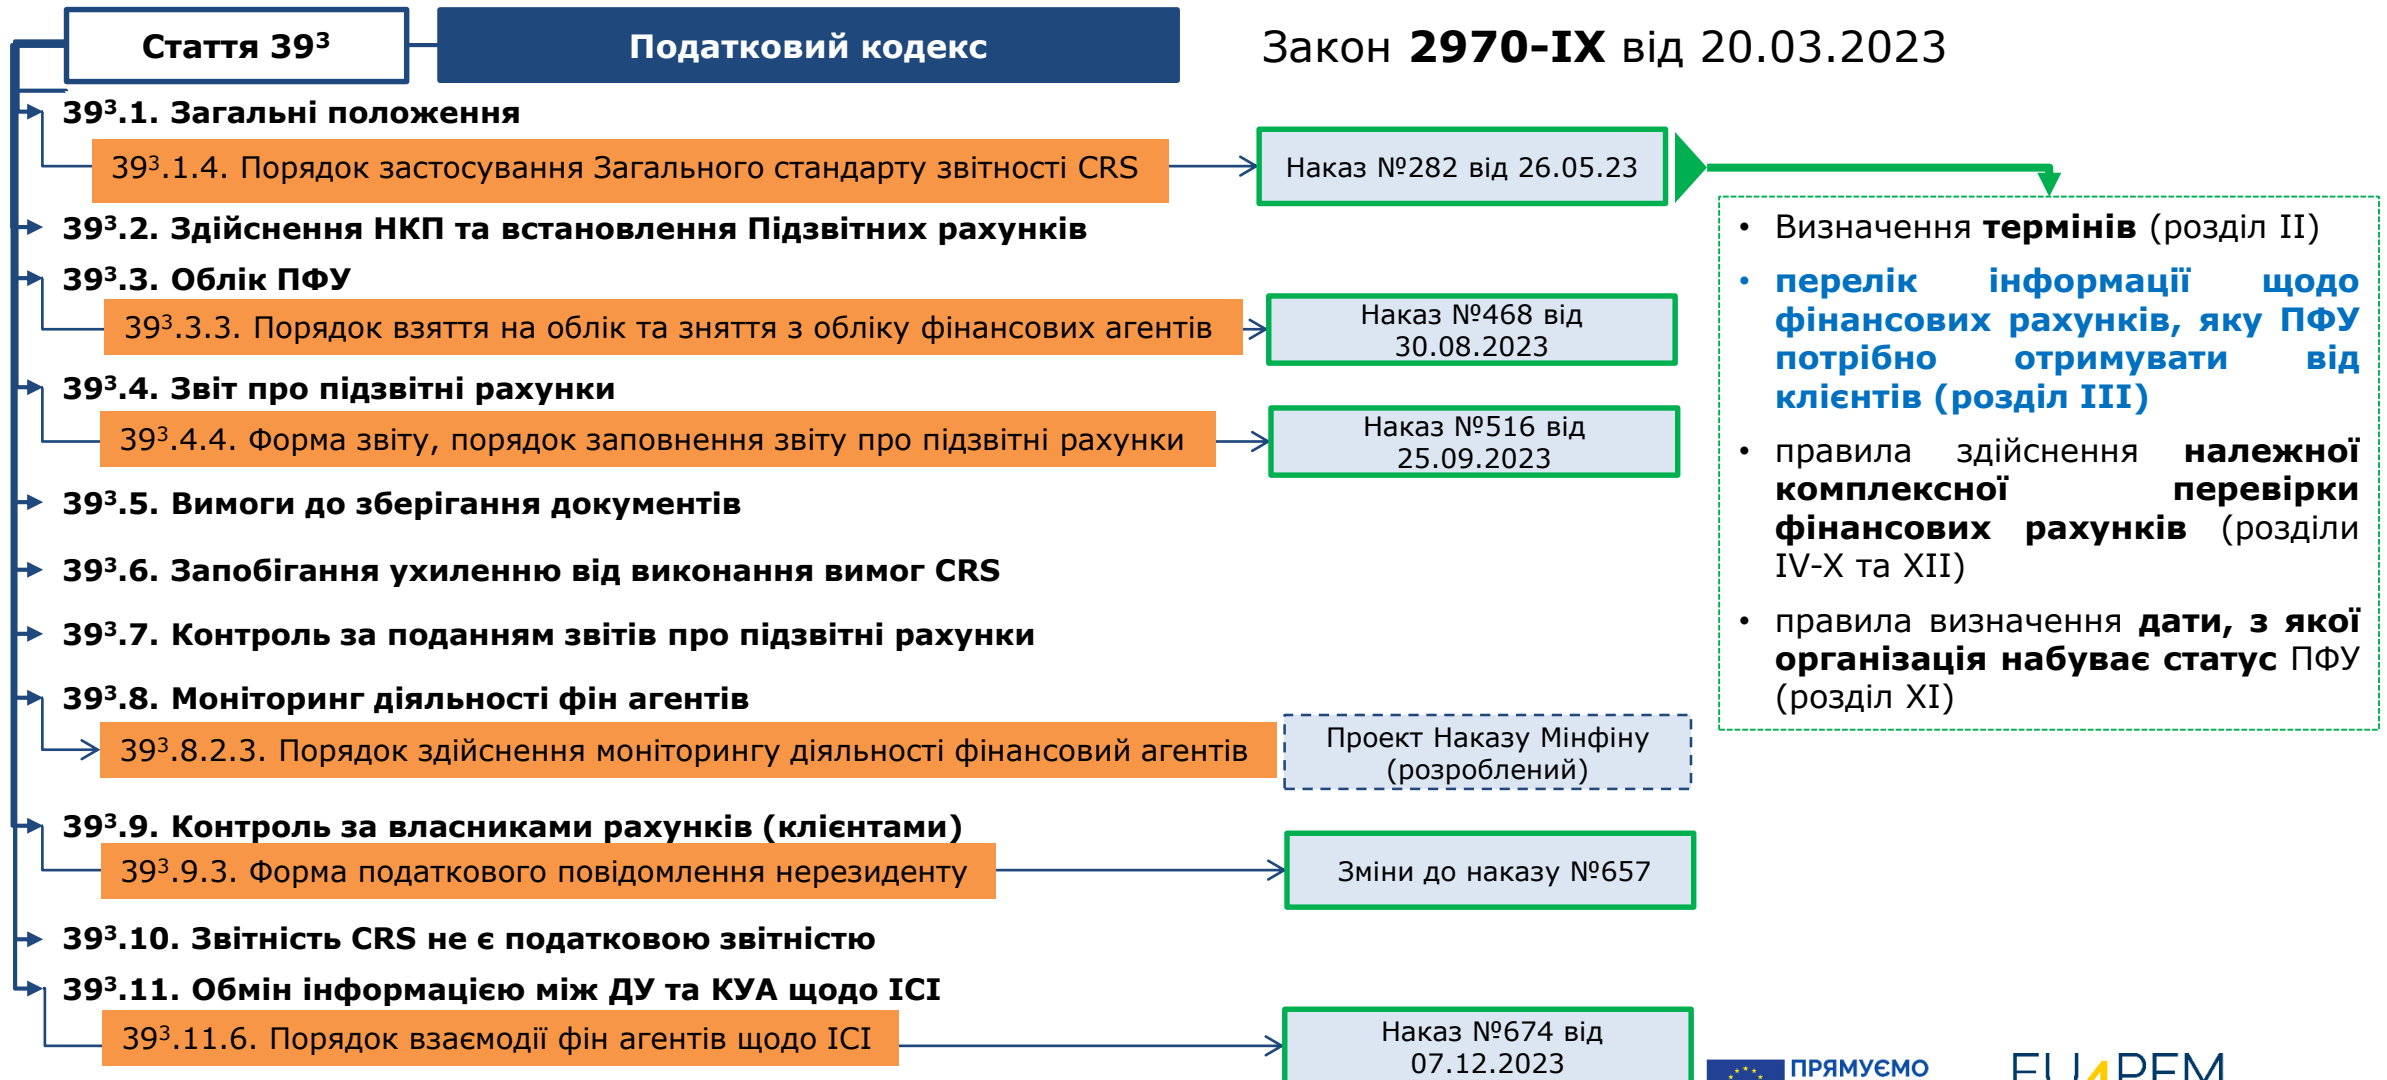 Стаття 39³
Податковий кодекс
Закон 2970-IX від 20.03.2023
39³.1. Загальні положення
39³.1.4. Порядок застосування Загального стандарту звітності CRS
Наказ №282 від 26.05.23
39³.2. Здійснення НКП та встановлення Підзвітних рахунків
39³.3. Облік ПФУ
39³.3.3. Порядок взяття на облік та зняття з обліку фінансових агентів
Наказ №468 від
30.08.2023
39³.4. Звіт про підзвітні рахунки
39³.4.4. Форма звіту, порядок заповнення звіту про підзвітні рахунки
Наказ №516 від
25.09.2023
39³.5. Вимоги до зберігання документів
39³.6. Запобігання ухиленню від виконання вимог CRS
39³.7. Контроль за поданням звітів про підзвітні рахунки
39³.8. Моніторинг діяльності фін агентів
39³.8.2.3. Порядок здійснення моніторингу діяльності фінансовий агентів
Проект Наказу Мінфіну
(розроблений)
39³.9. Контроль за власниками рахунків (клієнтами)
39³.9.3. Форма податкового повідомлення нерезиденту
Зміни до наказу №657
39³.10. Звітність CRS не є податковою звітністю
39³.11. Обмін інформацією між ДУ та КУА щодо ІСІ
39³.11.6. Порядок взаємодії фін агентів щодо ІСІ
Наказ №674 від
07.12.2023
• Визначення термінів (розділ II)
• перелік інформації щодо
фінансових рахунків, яку ПФУ
потрібно отримувати від
клієнтів (розділ III)
• правила здійснення належної
комплексної перевірки
фінансових рахунків (розділи
IV-X та XII)
• правила визначення дати, з якої
організація набуває статус ПФУ
(розділ XI)
ПРЯМУЄМО
EU4PFM